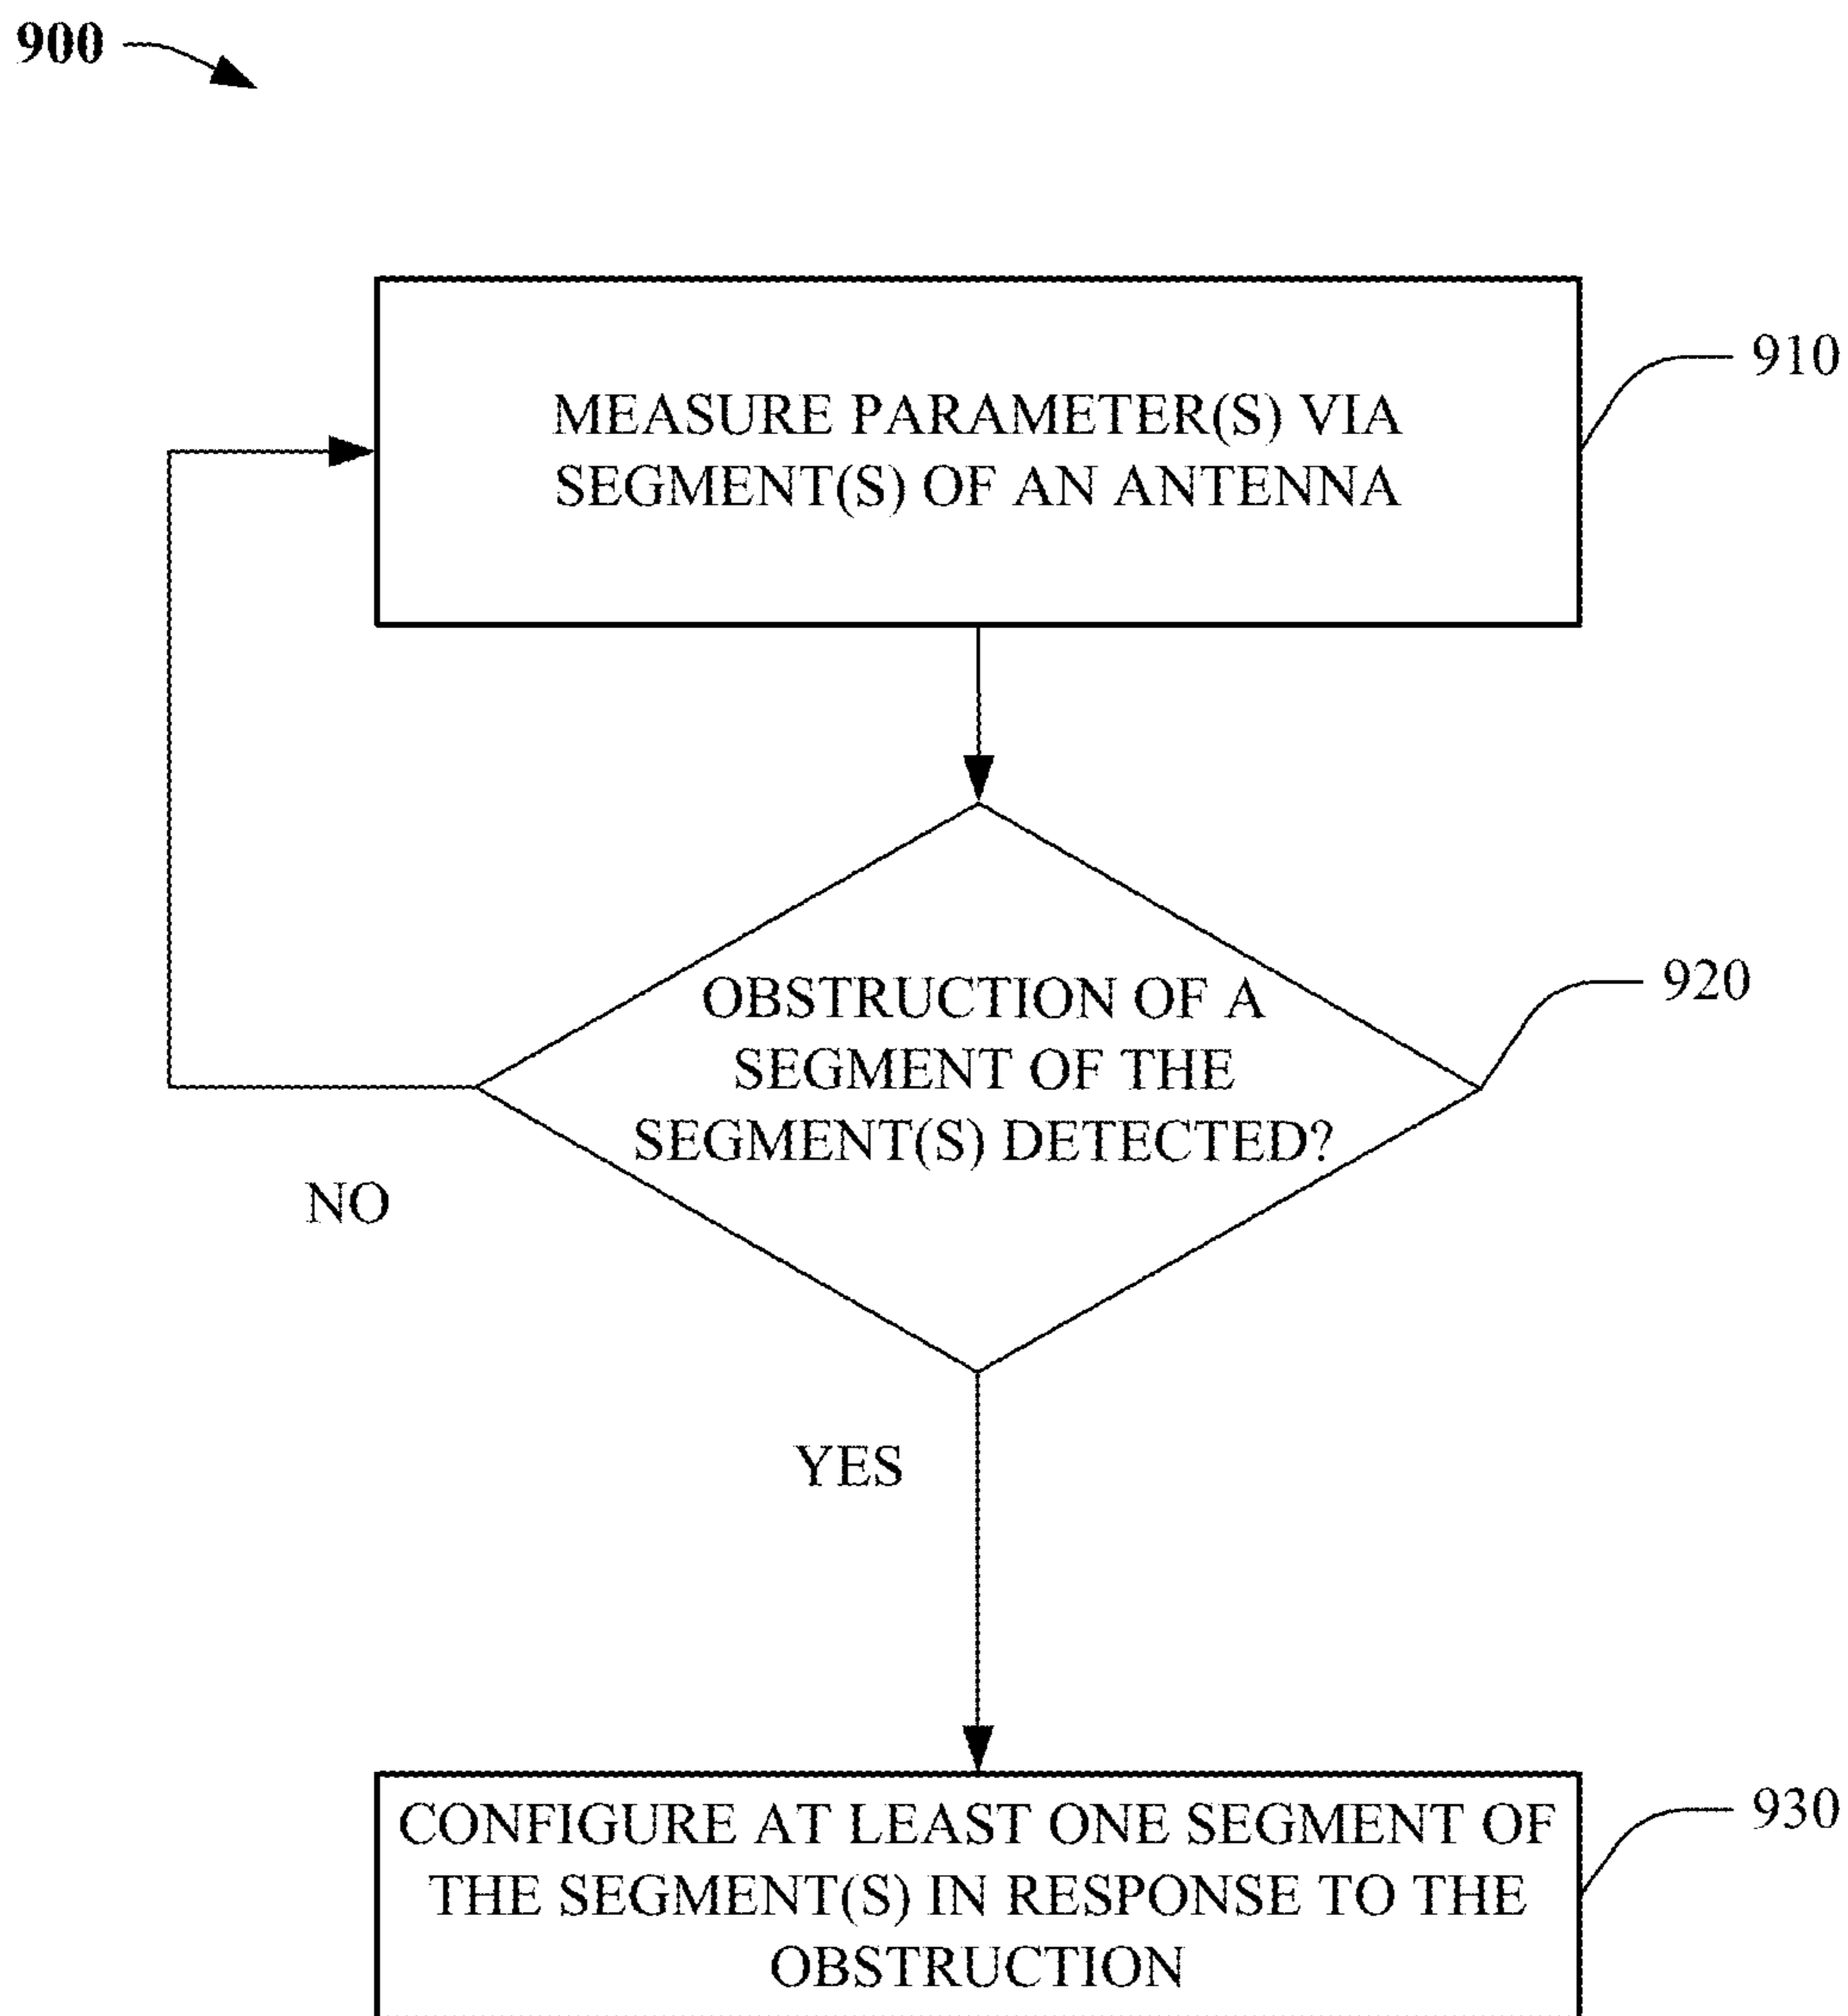 900
MEASURE PARAMETER(S) VIA
SEGMENT(S) OF AN ANTENNA
910
OBSTRUCTION OF A
SEGMENT OF THE
SEGMENT(S) DETECTED?
920
NO
YES
CONFIGURE AT LEAST ONE SEGMENT OF
THE SEGMENT(S) IN RESPONSE TO THE
OBSTRUCTION
930